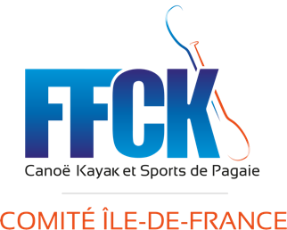 FFCK
Canoë Kayak et Sports de Pagaie
COMITÉ ÎLE-DE-FRANCE